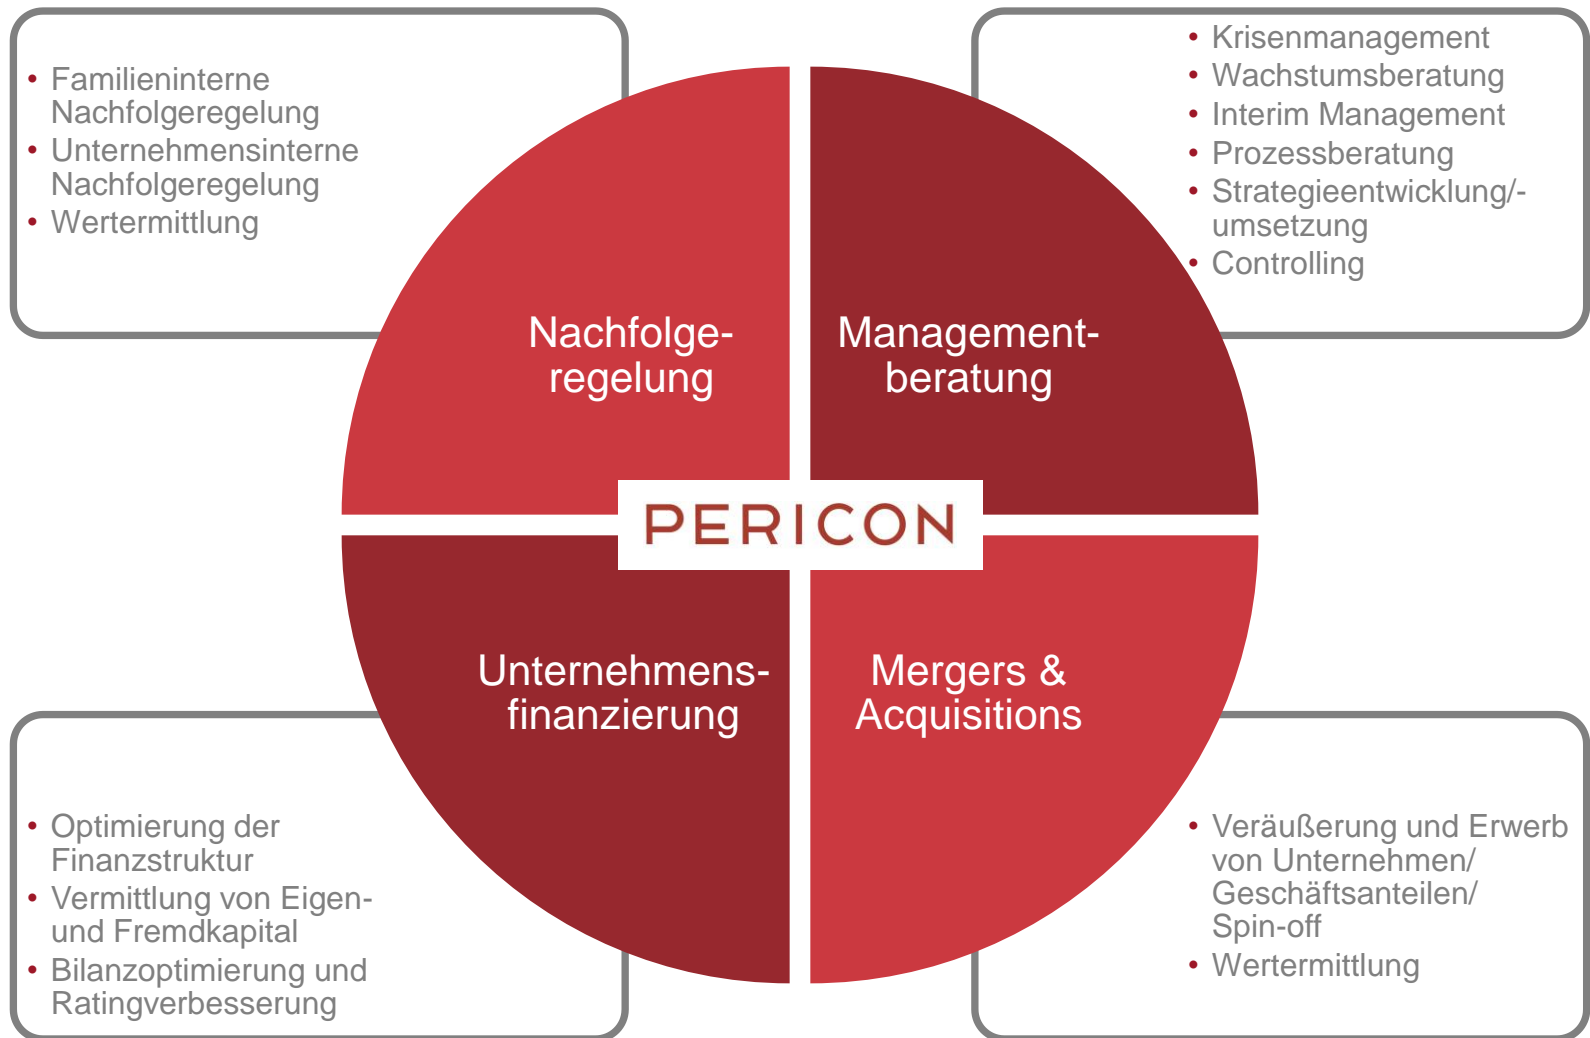 • Familieninterne
Nachfolgeregelung
• Unternehmensinterne
Nachfolgeregelung
• Wertermittlung
• Krisenmanagement
• Wachstumsberatung
• Interim Management
• Prozessberatung
• Strategieentwicklung/-
umsetzung
• Controlling
Nachfolge-
regelung
Management-
beratung
PERICON
Unternehmens-
finanzierung
Mergers &
Acquisitions
• Optimierung der
Finanzstruktur
• Vermittlung von Eigen-
und Fremdkapital
• Bilanzoptimierung und
Ratingverbesserung
• Veräußerung und Erwerb
von Unternehmen/
Geschäftsanteilen/
Spin-off
• Wertermittlung